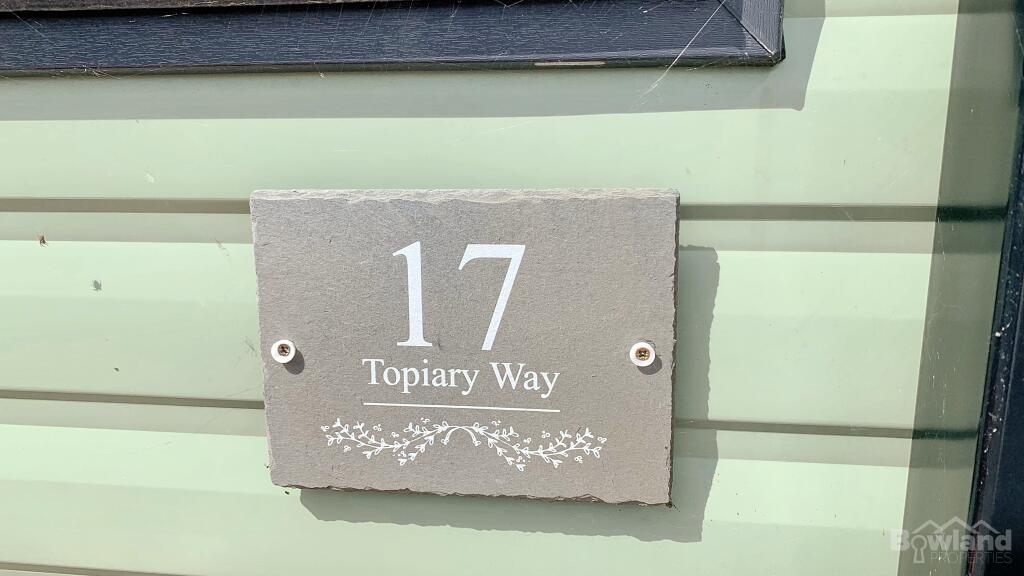 17
Topiary Way
Bowland
PROPERTIES